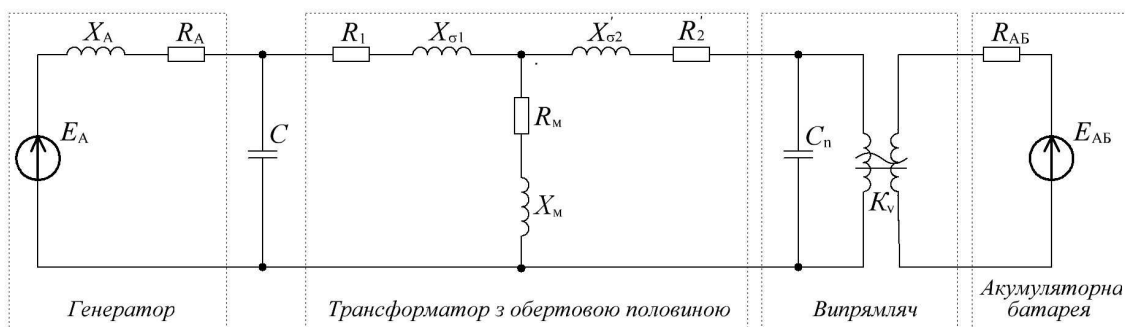 X_A R_A R_1 X_σ1 X'_σ2 R'_2 R_АБ
E_A C R_м C_п E_АБ
X_м K_v
Генератор Трансформатор з обертовою половиною Випрямляч Акумуляторна
батарея